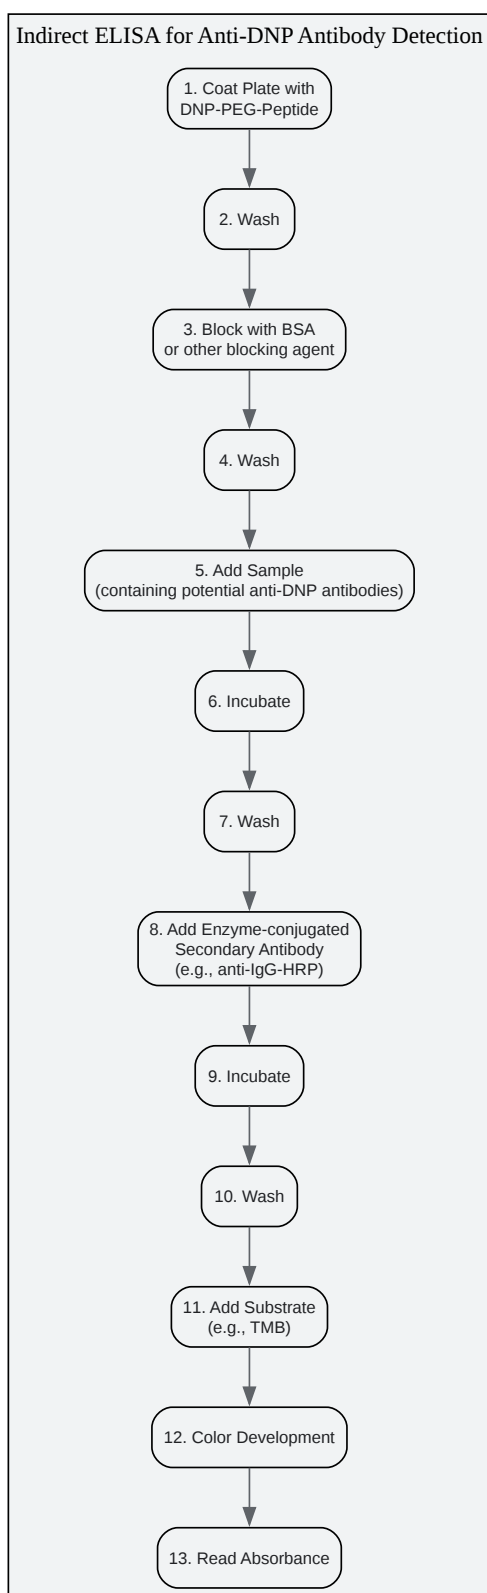 Indirect ELISA for Anti-DNP Antibody Detection
1. Coat Plate with
DNP-PEG-Peptide
2. Wash
3. Block with BSA
or other blocking agent
4. Wash
5. Add Sample
(containing potential anti-DNP antibodies)
6. Incubate
7. Wash
8. Add Enzyme-conjugated
Secondary Antibody
(e.g., anti-IgG-HRP)
9. Incubate
10. Wash
11. Add Substrate
(e.g., TMB)
12. Color Development
13. Read Absorbance